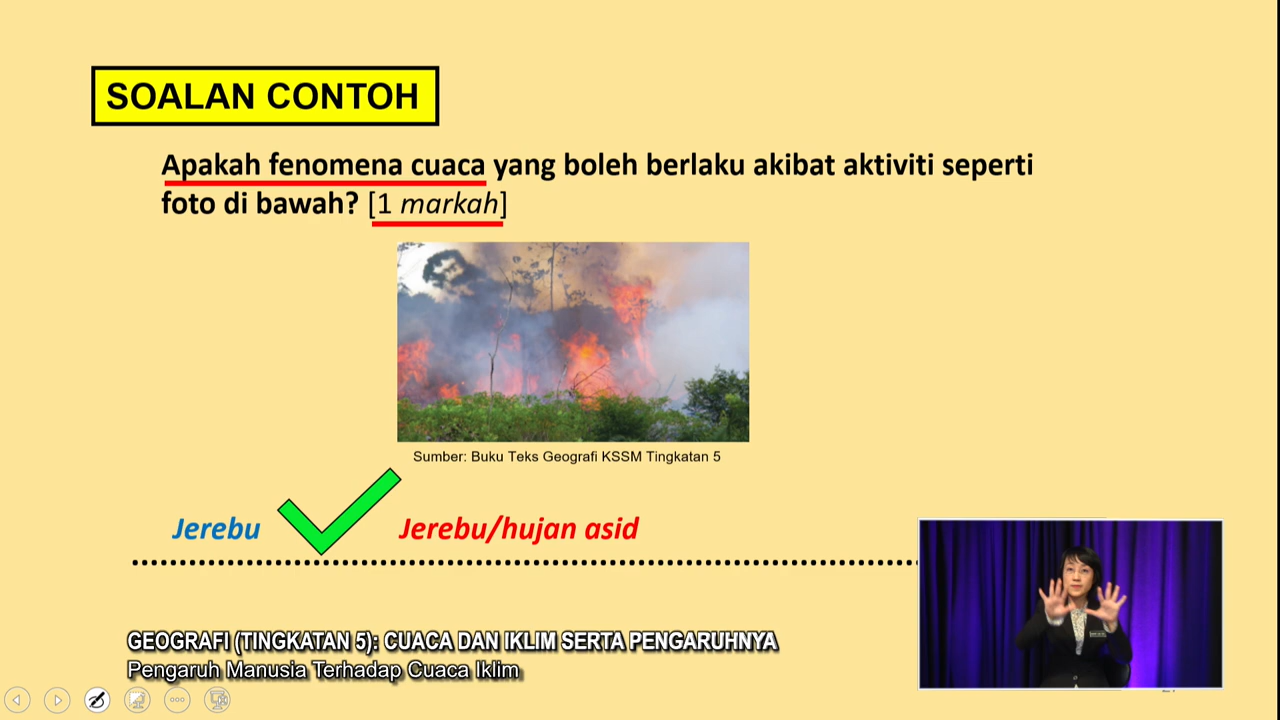 SOALAN CONTOH
Apakah fenomena cuaca yang boleh berlaku akibat aktiviti seperti
foto di bawah? [1 markah]
Sumber: Buku Teks Geografi KSSM Tingkatan 5
Jerebu
Jerebu/hujan asid
GEOGRAFI (TINGKATAN 5): CUACA DAN IKLIM SERTA PENGARUHNYA
Pengaruh Manusia Terhadap Cuaca Iklim